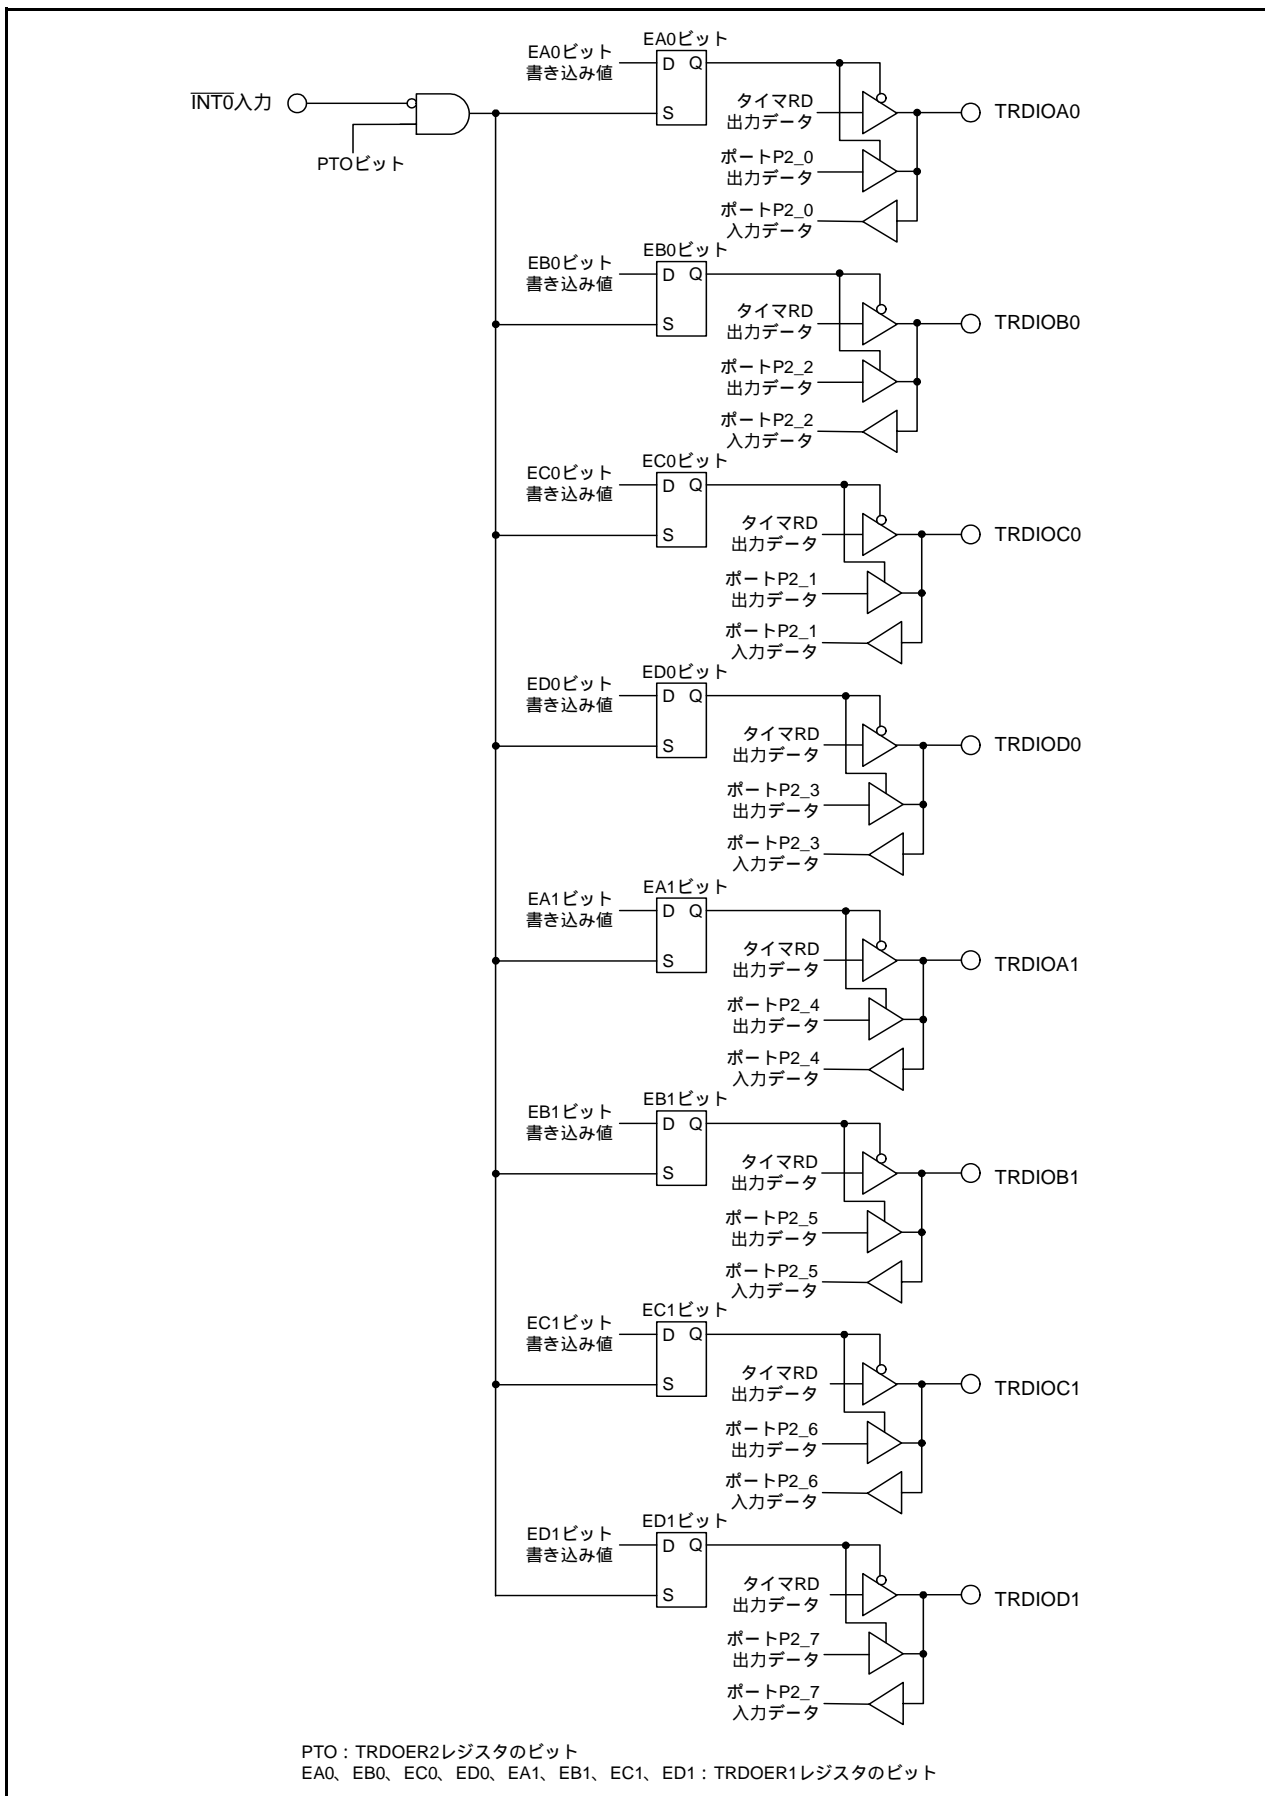 INT0入力
PTOビット
EA0ビット
書き込み値
EA0ビット
D Q
S
タイマRD
出力データ
ポートP2_0
出力データ
ポートP2_0
入力データ
TRDIOA0
EB0ビット
書き込み値
EB0ビット
D Q
S
タイマRD
出力データ
ポートP2_2
出力データ
ポートP2_2
入力データ
TRDIOB0
EC0ビット
書き込み値
EC0ビット
D Q
S
タイマRD
出力データ
ポートP2_1
出力データ
ポートP2_1
入力データ
TRDIOC0
ED0ビット
書き込み値
ED0ビット
D Q
S
タイマRD
出力データ
ポートP2_3
出力データ
ポートP2_3
入力データ
TRDIOD0
EA1ビット
書き込み値
EA1ビット
D Q
S
タイマRD
出力データ
ポートP2_4
出力データ
ポートP2_4
入力データ
TRDIOA1
EB1ビット
書き込み値
EB1ビット
D Q
S
タイマRD
出力データ
ポートP2_5
出力データ
ポートP2_5
入力データ
TRDIOB1
EC1ビット
書き込み値
EC1ビット
D Q
S
タイマRD
出力データ
ポートP2_6
出力データ
ポートP2_6
入力データ
TRDIOC1
ED1ビット
書き込み値
ED1ビット
D Q
S
タイマRD
出力データ
ポートP2_7
出力データ
ポートP2_7
入力データ
TRDIOD1
PTO：TRDOER2レジスタのビット
EA0、EB0、EC0、ED0、EA1、EB1、EC1、ED1：TRDOER1レジスタのビット